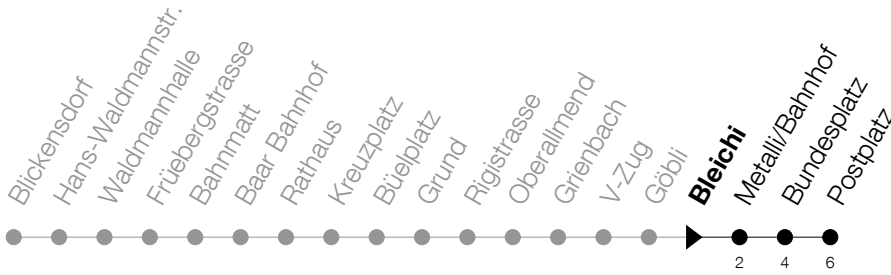 Blickensdorf
Hans-Waldmannstr.
Waldmannhalle
Früebergstrasse
Bahnmatt
Baar Bahnhof
Rathaus
Kreuzplatz
Büelplatz
Grund
Rigistrasse
Oberallmend
Grienbach
V-Zug
Göbli
Bleichi
Metalli/Bahnhof
Bundesplatz
Postplatz
2 4 6